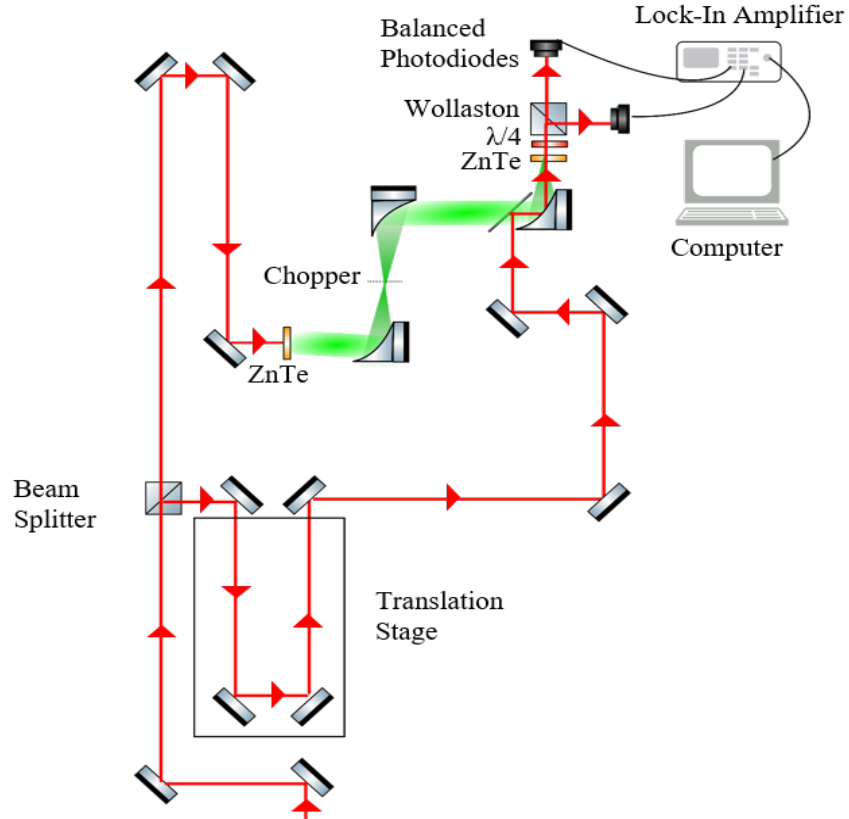 Lock-In Amplifier
Balanced
Photodiodes
Wollaston
λ/4
ZnTe
Computer
Chopper
ZnTe
Beam
Splitter
Translation
Stage